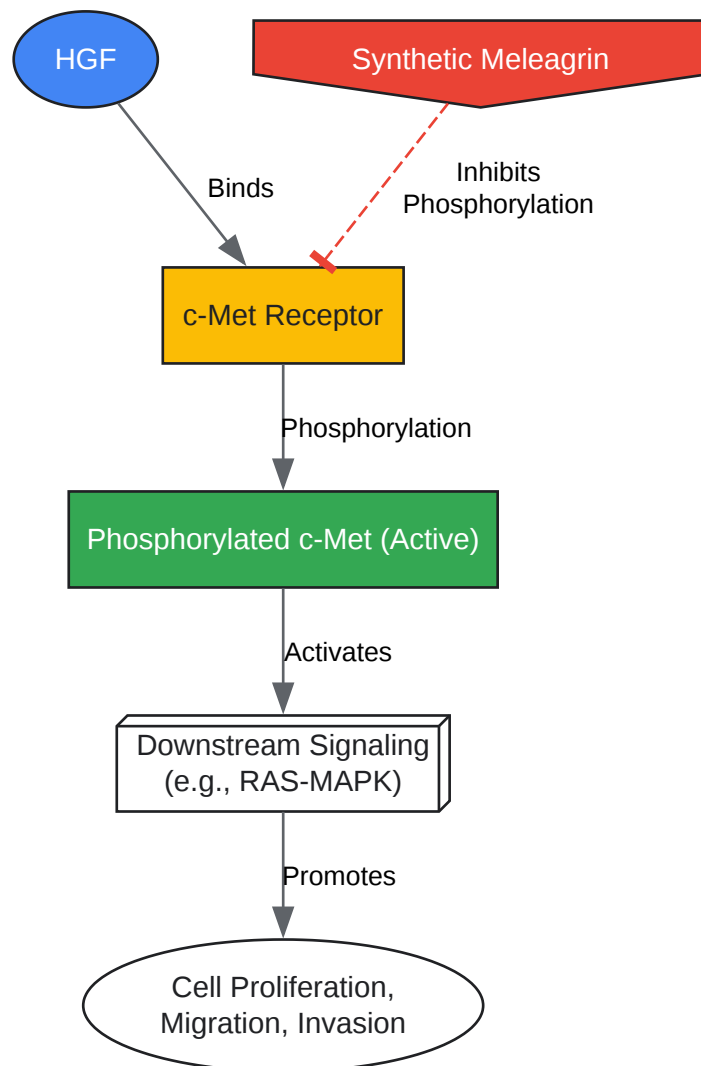 HGF
Synthetic Meleagrin
Binds
Inhibits
Phosphorylation
c-Met Receptor
Phosphorylation
Phosphorylated c-Met (Active)
Activates
Downstream Signaling
(e.g., RAS-MAPK)
Promotes
Cell Proliferation,
Migration, Invasion